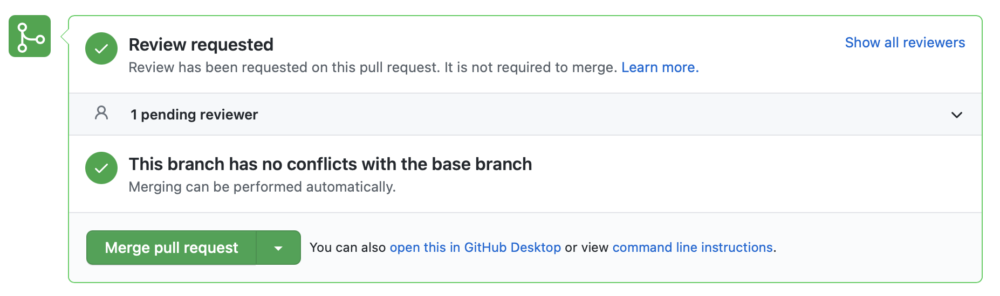 Review requested
Show all reviewers
Review has been requested on this pull request. It is not required to merge. Learn more.
1 pending reviewer
This branch has no conflicts with the base branch
Merging can be performed automatically.
Merge pull request
You can also open this in GitHub Desktop or view command line instructions.